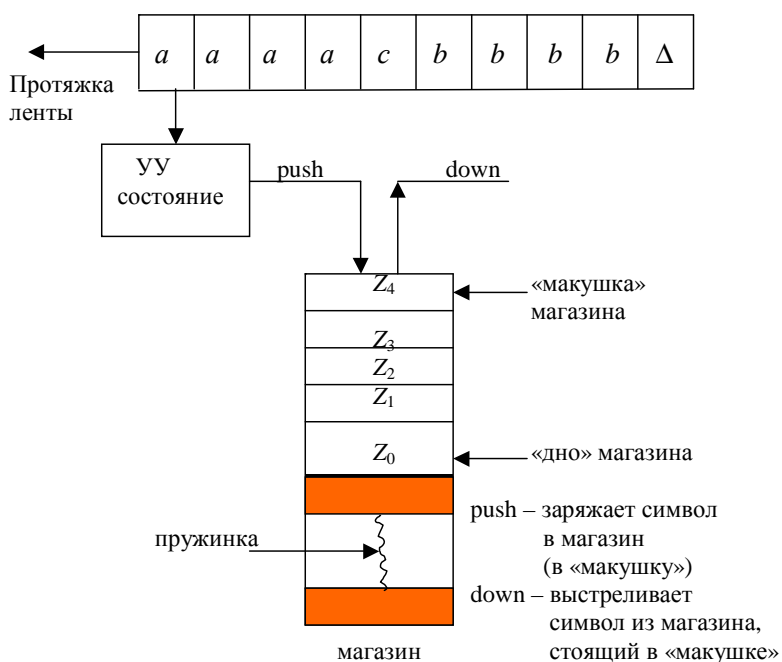 a a a a c b b b b Δ
Протяжка
ленты
УУ
состояние
push
down
Z4
«макушка»
магазина
Z3
Z2
Z1
Z0
«дно» магазина
push – заряжает символ
в магазин
(в «макушку»)
пружинка
down – выстреливает
символ из магазина,
стоящий в «макушке»
магазин